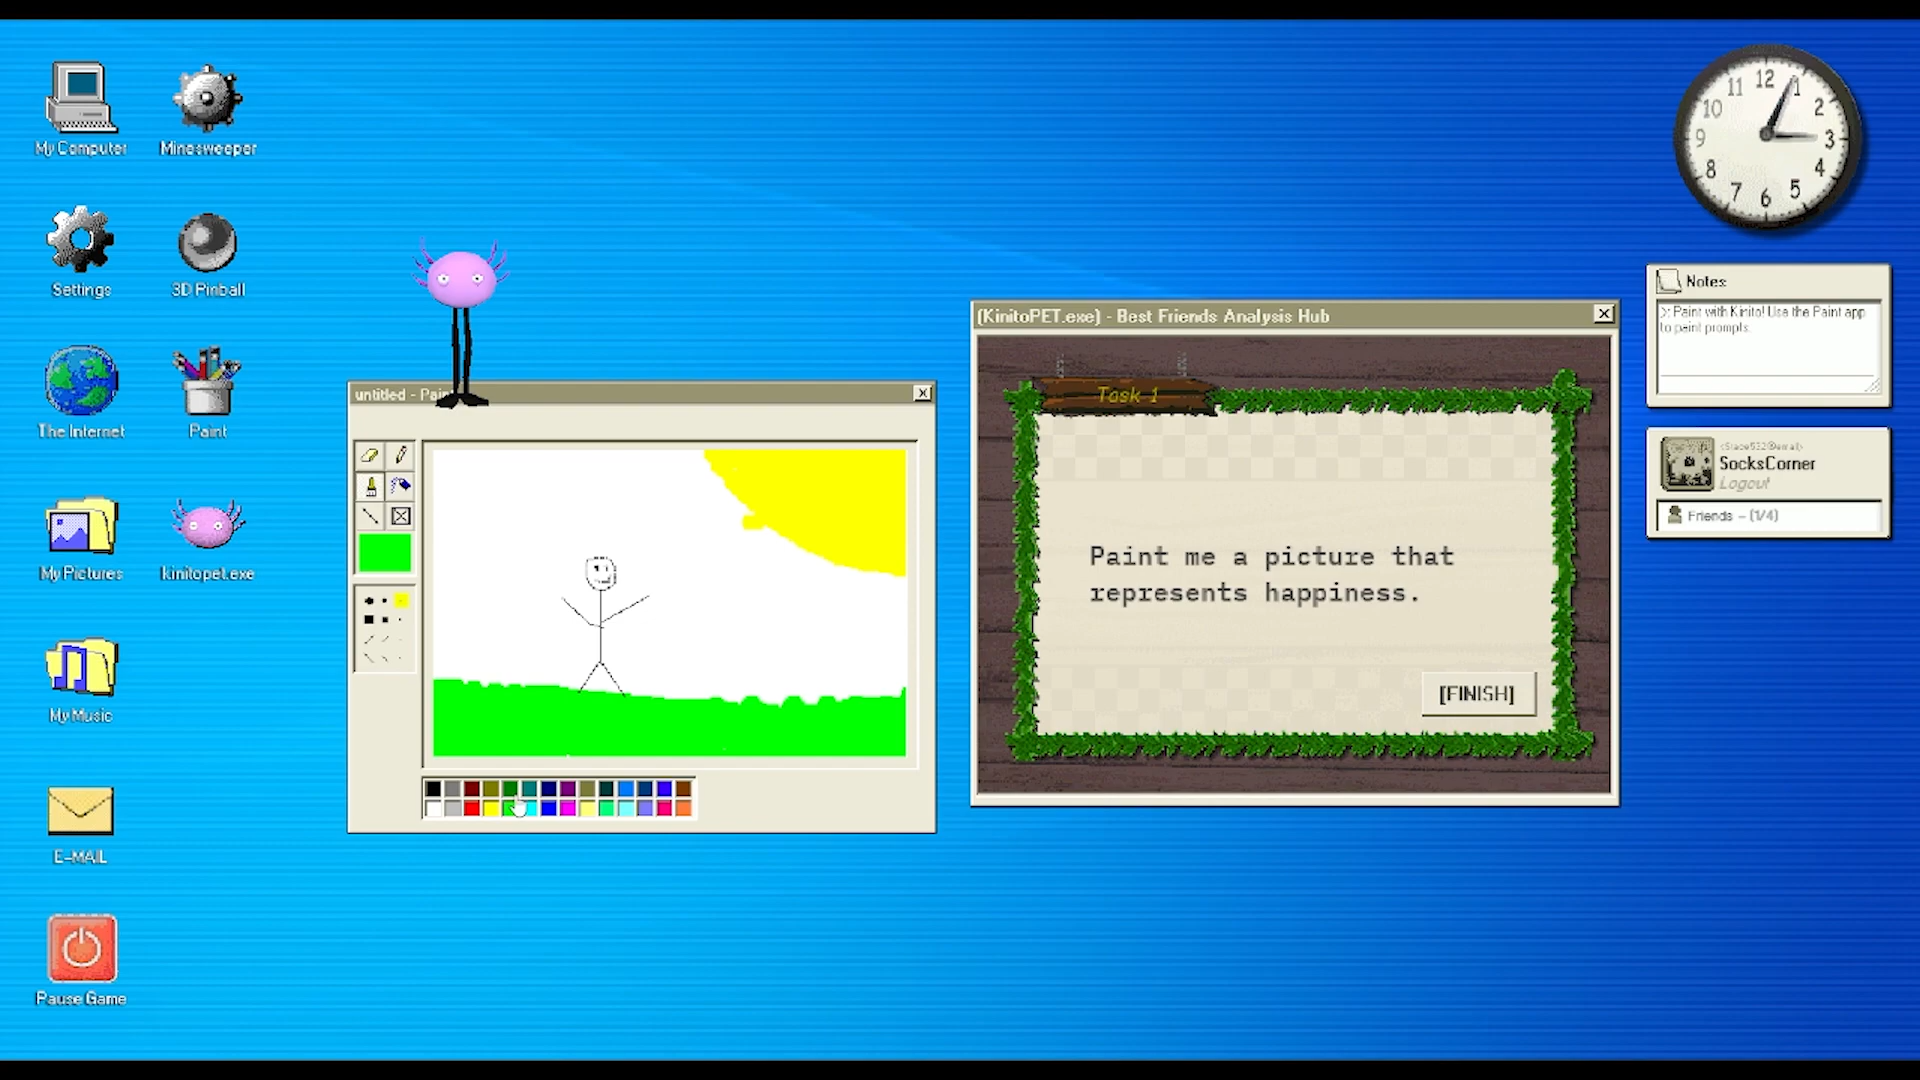 My Computer
Minesweeper
Settings
3D Pinball
The Internet
Paint
My Pictures
kinitopet.exe
My Music
E-MAIL
Pause Game
untitled - Pai
(KinitoPET.exe) - Best Friends Analysis Hub
Task 1
Paint me a picture that
represents happiness.
[FINISH]
12
11
1
10
2
9
3
8
4
7
5
6
Notes
>: Paint with Kinito! Use the Paint app
to paint prompts.
SocksCorner
Logout
Friends - (1/4)